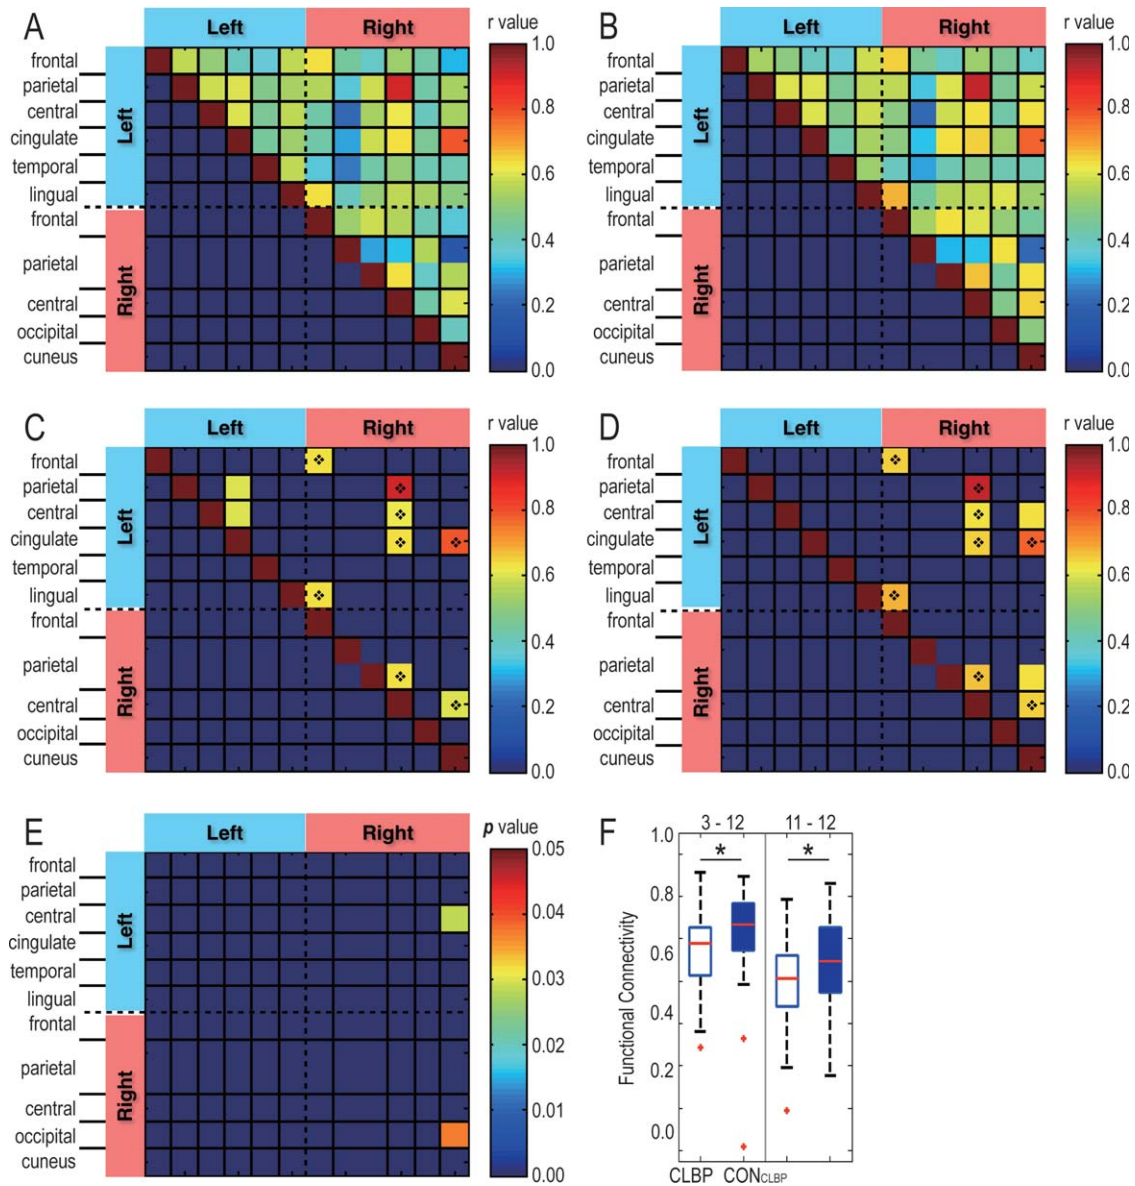 A
Left
Right
r value
Left
Right
frontal
parietal
central
cingulate
temporal
lingual
frontal
parietal
central
occipital
cuneus
1.0
0.8
0.6
0.4
0.2
0.0
B
Left
Right
r value
Left
Right
frontal
parietal
central
cingulate
temporal
lingual
frontal
parietal
central
occipital
cuneus
1.0
0.8
0.6
0.4
0.2
0.0
C
Left
Right
r value
Left
Right
frontal
parietal
central
cingulate
temporal
lingual
frontal
parietal
central
occipital
cuneus
1.0
0.8
0.6
0.4
0.2
0.0
D
Left
Right
r value
Left
Right
frontal
parietal
central
cingulate
temporal
lingual
frontal
parietal
central
occipital
cuneus
1.0
0.8
0.6
0.4
0.2
0.0
E
Left
Right
p value
Left
Right
frontal
parietal
central
cingulate
temporal
lingual
frontal
parietal
central
occipital
cuneus
0.05
0.04
0.03
0.02
0.01
0.00
F
3 - 12
11 - 12
*
*
Functional Connectivity
1.0
0.8
0.6
0.4
0.2
0.0
CLBP
CONCLBP